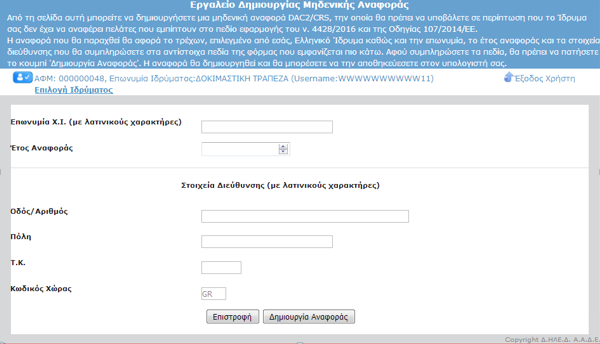 Εργαλείο Δημιουργίας Μηδενικής Αναφοράς
Από τη σελίδα αυτή μπορείτε να δημιουργήσετε μια μηδενική αναφορά DAC2/CRS, την οποία θα πρέπει να υποβάλετε σε περίπτωση που το Ίδρυμα
σας δεν έχει να αναφέρει πελάτες που εμπίπτουν στο πεδίο εφαρμογής του ν. 4428/2016 και της Οδηγίας 107/2014/ΕΕ.
Η αναφορά που θα παραχθεί θα αφορά το τρέχων, επιλεγμένο από εσάς, Ελληνικό Ίδρυμα καθώς και την επωνυμία, το έτος αναφοράς και τα στοιχεία
διεύθυνσης που θα συμπληρώσετε στα αντίστοιχα πεδία της φόρμας που εμφανίζεται πιο κάτω. Αφού συμπληρώσετε τα πεδία, θα πρέπει να πατήσετε
το κουμπί 'Δημιουργία Αναφοράς'. Η αναφορά θα δημιουργηθεί και θα μπορέσετε να την αποθηκεύεσετε στον υπολογιστή σας.
ΑΦΜ: 000000048, Επωνυμία Ιδρύματος:ΔΟΚΙΜΑΣΤΙΚΗ ΤΡΑΠΕΖΑ (Username:WWWWWWWWWW11) Έξοδος Χρήστη
Επιλογή Ιδρύματος
Επωνυμία Χ.Ι. (με λατινικούς χαρακτήρες)
Έτος Αναφοράς
Στοιχεία Διεύθυνσης (με λατινικούς χαρακτήρες)
Οδός/Αριθμός
Πόλη
Τ.Κ.
Κωδικός Χώρας
GR
Επιστροφή Δημιουργία Αναφοράς
Copyright Δ.ΗΛΕ.Δ. Α.Α.Δ.Ε.